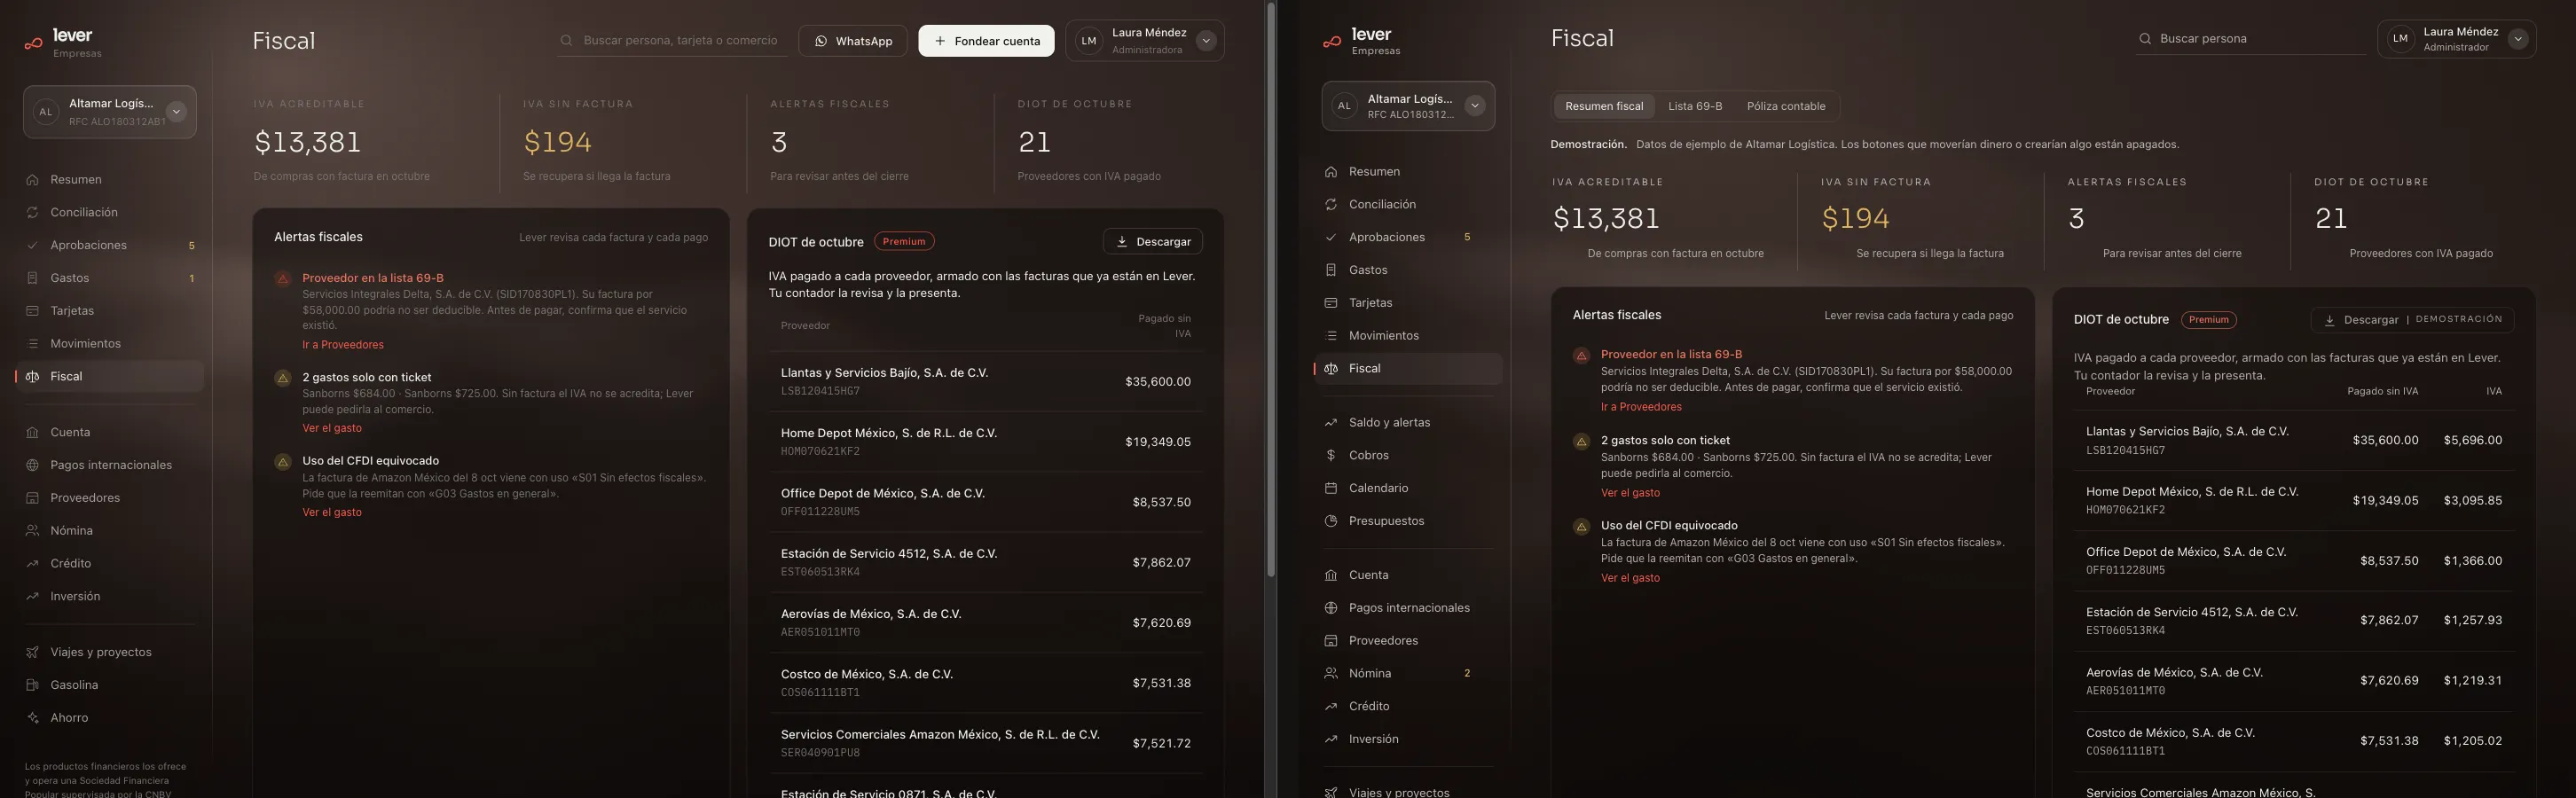 lever
Empresas
AL
Altamar Logís...
RFC ALO180312AB1
Resumen
Conciliación
Aprobaciones 5
Gastos 1
Tarjetas
Movimientos
Fiscal
Cuenta
Pagos internacionales
Proveedores
Nómina
Crédito
Inversión
Viajes y proyectos
Gasolina
Ahorro
Los productos financieros los ofrece
y opera una Sociedad Financiera
Popular supervisada por la CNBV
Fiscal
Buscar persona, tarjeta o comercio
WhatsApp
+ Fondear cuenta
LM
Laura Méndez
Administradora
IVA ACREDITABLE
$13,381
De compras con factura en octubre
IVA SIN FACTURA
$194
Se recupera si llega la factura
ALERTAS FISCALES
3
Para revisar antes del cierre
DIOT DE OCTUBRE
21
Proveedores con IVA pagado
Alertas fiscales
Lever revisa cada factura y cada pago
Proveedor en la lista 69-B
Servicios Integrales Delta, S.A. de C.V. (SID170830PL1). Su factura por
$58,000.00 podría no ser deducible. Antes de pagar, confirma que el servicio
existió.
Ir a Proveedores
2 gastos solo con ticket
Sanborns $684.00 · Sanborns $725.00. Sin factura el IVA no se acredita; Lever
puede pedirla al comercio.
Ver el gasto
Uso del CFDI equivocado
La factura de Amazon México del 8 oct viene con uso «S01 Sin efectos fiscales».
Pide que la reemitan con «G03 Gastos en general».
Ver el gasto
DIOT de octubre
Premium
Descargar
IVA pagado a cada proveedor, armado con las facturas que ya están en Lever.
Tu contador la revisa y la presenta.
Proveedor
Pagado sin
IVA
Llantas y Servicios Bajío, S.A. de C.V.
LSB120415HG7
$35,600.00
Home Depot México, S. de R.L. de C.V.
HOM070621KF2
$19,349.05
Office Depot de México, S.A. de C.V.
OFF011228UM5
$8,537.50
Estación de Servicio 4512, S.A. de C.V.
EST060513RK4
$7,862.07
Aerovías de México, S.A. de C.V.
AER051011MT0
$7,620.69
Costco de México, S.A. de C.V.
COS061111BT1
$7,531.38
Servicios Comerciales Amazon México, S. de R.L. de C.V.
SER040901PU8
$7,521.72
Estación de Servicio 0871, S.A. de C.V.
lever
Empresas
AL
Altamar Logís...
RFC ALO180312...
Resumen
Conciliación
Aprobaciones 5
Gastos
Tarjetas
Movimientos
Fiscal
Saldo y alertas
Cobros
Calendario
Presupuestos
Cuenta
Pagos internacionales
Proveedores
Nómina 2
Crédito
Inversión
Viajes y proyectos
Fiscal
Buscar persona
LM
Laura Méndez
Administrador
Resumen fiscal
Lista 69-B
Póliza contable
Demostración. Datos de ejemplo de Altamar Logística. Los botones que moverían dinero o crearían algo están apagados.
IVA ACREDITABLE
$13,381
De compras con factura en octubre
IVA SIN FACTURA
$194
Se recupera si llega la factura
ALERTAS FISCALES
3
Para revisar antes del cierre
DIOT DE OCTUBRE
21
Proveedores con IVA pagado
Alertas fiscales
Lever revisa cada factura y cada pago
Proveedor en la lista 69-B
Servicios Integrales Delta, S.A. de C.V. (SID170830PL1). Su factura por $58,000.00
podría no ser deducible. Antes de pagar, confirma que el servicio existió.
Ir a Proveedores
2 gastos solo con ticket
Sanborns $684.00 · Sanborns $725.00. Sin factura el IVA no se acredita; Lever
puede pedirla al comercio.
Ver el gasto
Uso del CFDI equivocado
La factura de Amazon México del 8 oct viene con uso «S01 Sin efectos fiscales».
Pide que la reemitan con «G03 Gastos en general».
Ver el gasto
DIOT de octubre
Premium
Descargar | DEMOSTRACIÓN
IVA pagado a cada proveedor, armado con las facturas que ya están en Lever.
Tu contador la revisa y la presenta.
Proveedor Pagado sin IVA IVA
Llantas y Servicios Bajío, S.A. de C.V.
LSB120415HG7
$35,600.00 $5,696.00
Home Depot México, S. de R.L. de C.V.
HOM070621KF2
$19,349.05 $3,095.85
Office Depot de México, S.A. de C.V.
OFF011228UM5
$8,537.50 $1,366.00
Estación de Servicio 4512, S.A. de C.V.
EST060513RK4
$7,862.07 $1,257.93
Aerovías de México, S.A. de C.V.
AER051011MT0
$7,620.69 $1,219.31
Costco de México, S.A. de C.V.
COS061111BT1
$7,531.38 $1,205.02
Servicios Comerciales Amazon México, S.